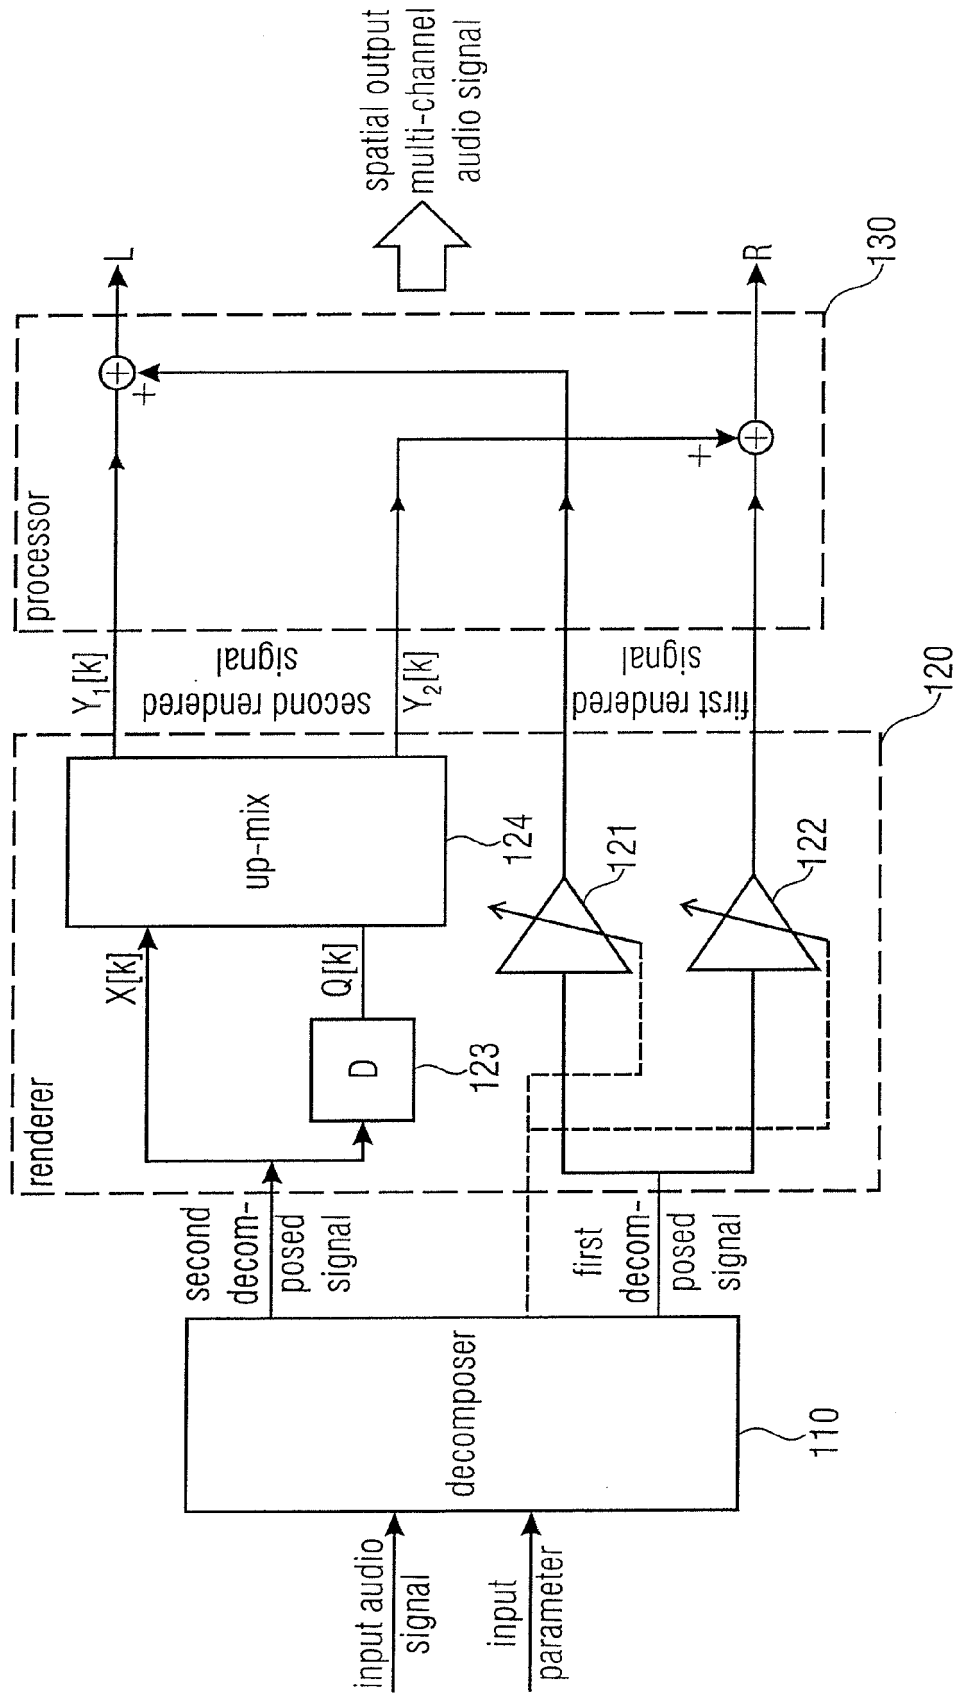 input audio
signal
input
parameter
decomposer
110
second
decom-
posed
signal
first
decom-
posed
signal
renderer
X[k]
D
123
Q[k]
up-mix
124
121
122
120
Y1[k]
second rendered
signal
Y2[k]
first rendered
signal
processor
+
+
+
+
130
L
R
spatial output
multi-channel
audio signal